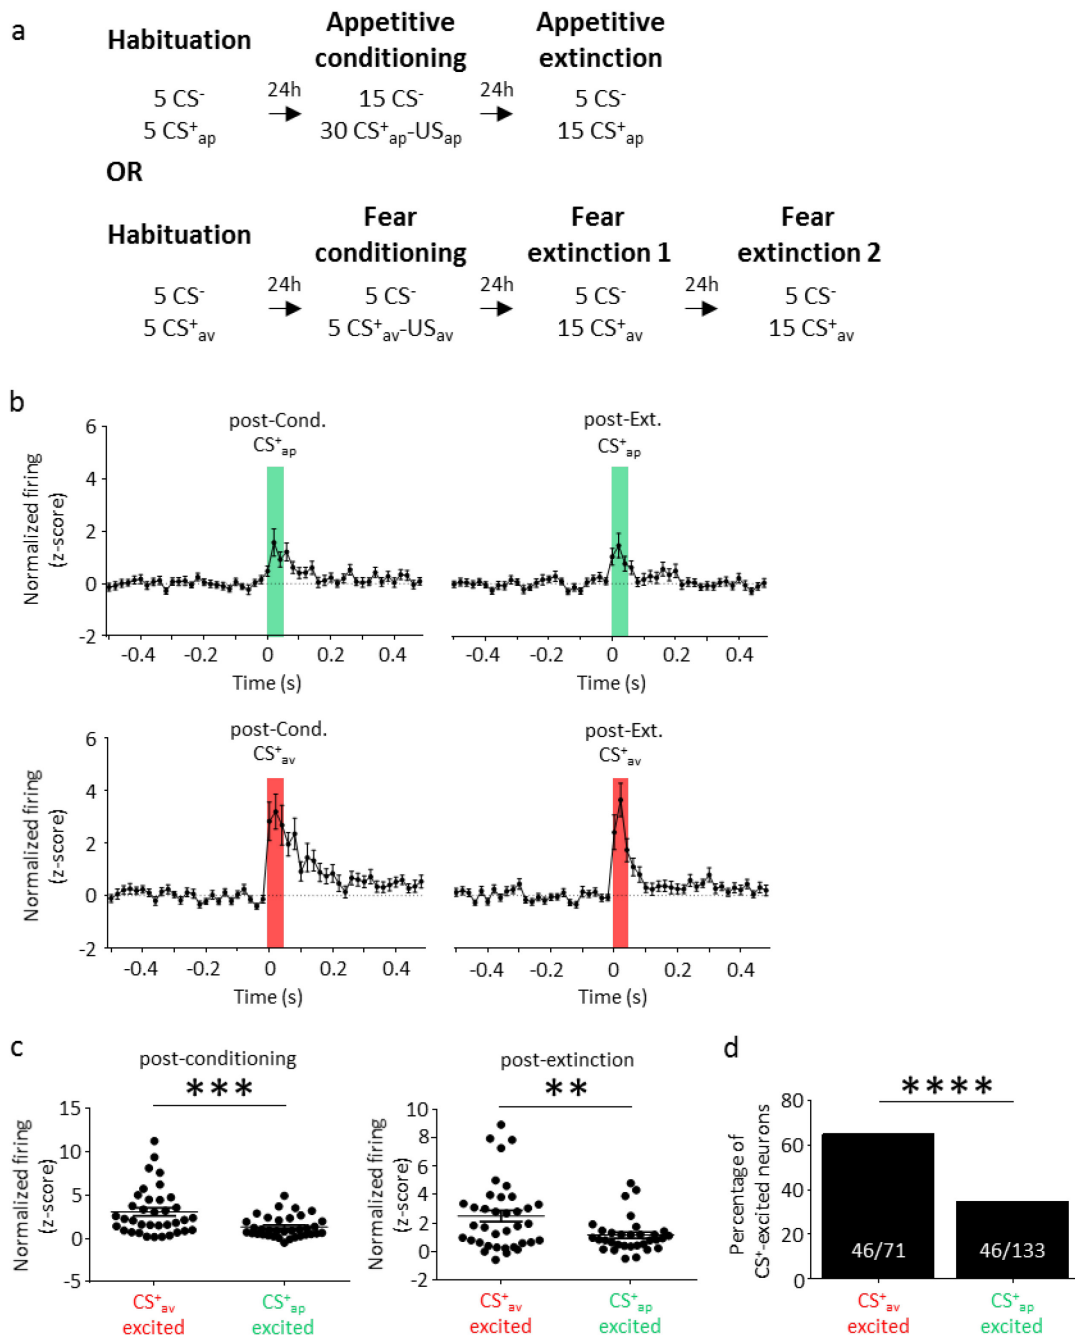 a
Habituation
Appetitive
conditioning
Appetitive
extinction
5 CS-
5 CS+ap
24h
15 CS-
30 CS+ap-USap
24h
5 CS-
15 CS+ap
OR
Habituation
Fear
conditioning
Fear
extinction 1
Fear
extinction 2
5 CS-
5 CS+av
24h
5 CS-
5 CS+av-USav
24h
5 CS-
15 CS+av
24h
5 CS-
15 CS+av
b
post-Cond.
CS+ap
Normalized firing
(z-score)
6
4
2
0
-2
-0.4 -0.2 0 0.2 0.4
Time (s)
post-Ext.
CS+ap
-0.4 -0.2 0 0.2 0.4
Time (s)
post-Cond.
CS+av
Normalized firing
(z-score)
6
4
2
0
-2
-0.4 -0.2 0 0.2 0.4
Time (s)
post-Ext.
CS+av
-0.4 -0.2 0 0.2 0.4
Time (s)
c
post-conditioning
***
Normalized firing
(z-score)
15
10
5
0
-5
CS+av
excited
CS+ap
excited
post-extinction
**
Normalized firing
(z-score)
10
8
6
4
2
0
-2
CS+av
excited
CS+ap
excited
d
****
Percentage of
CS+-excited neurons
80
60
40
20
0
46/71
46/133
CS+av
excited
CS+ap
excited